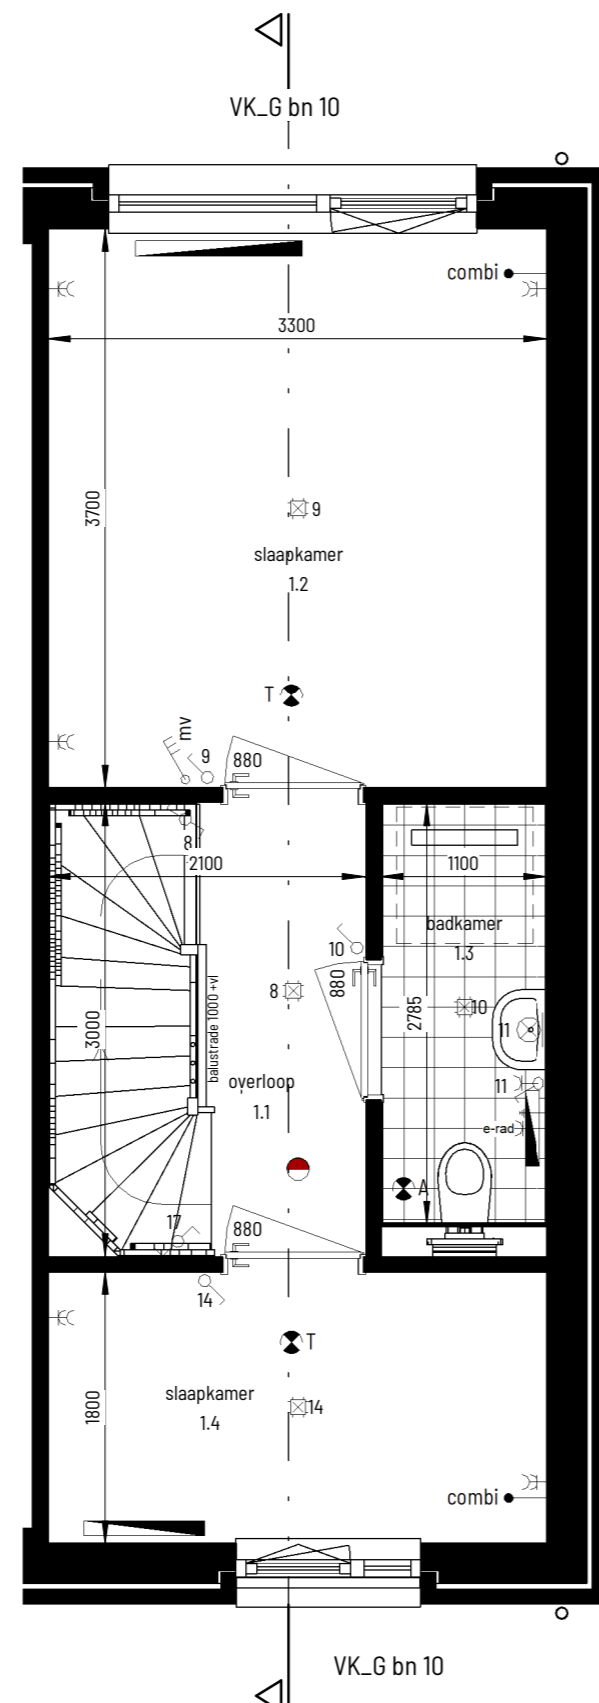 VK_G bn 10
combi
3300
3700
9
slaapkamer
1.2
T
mv
9
880
8
2100
1100
badkamer
1.3
10
880
8
2785
10
11
3000
balustrade 1000 +vl
overloop
1.1
11
e-rad
A
17
880
14
T
slaapkamer
1.4
14
1800
combi
VK_G bn 10